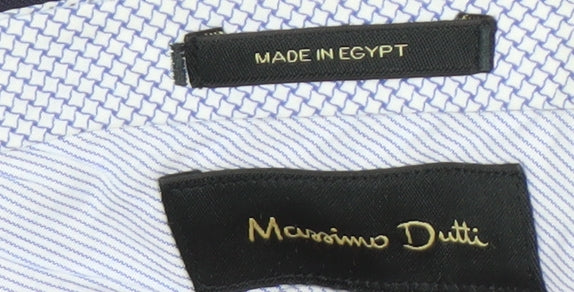 MADE IN EGYPT
Massimo Dutti